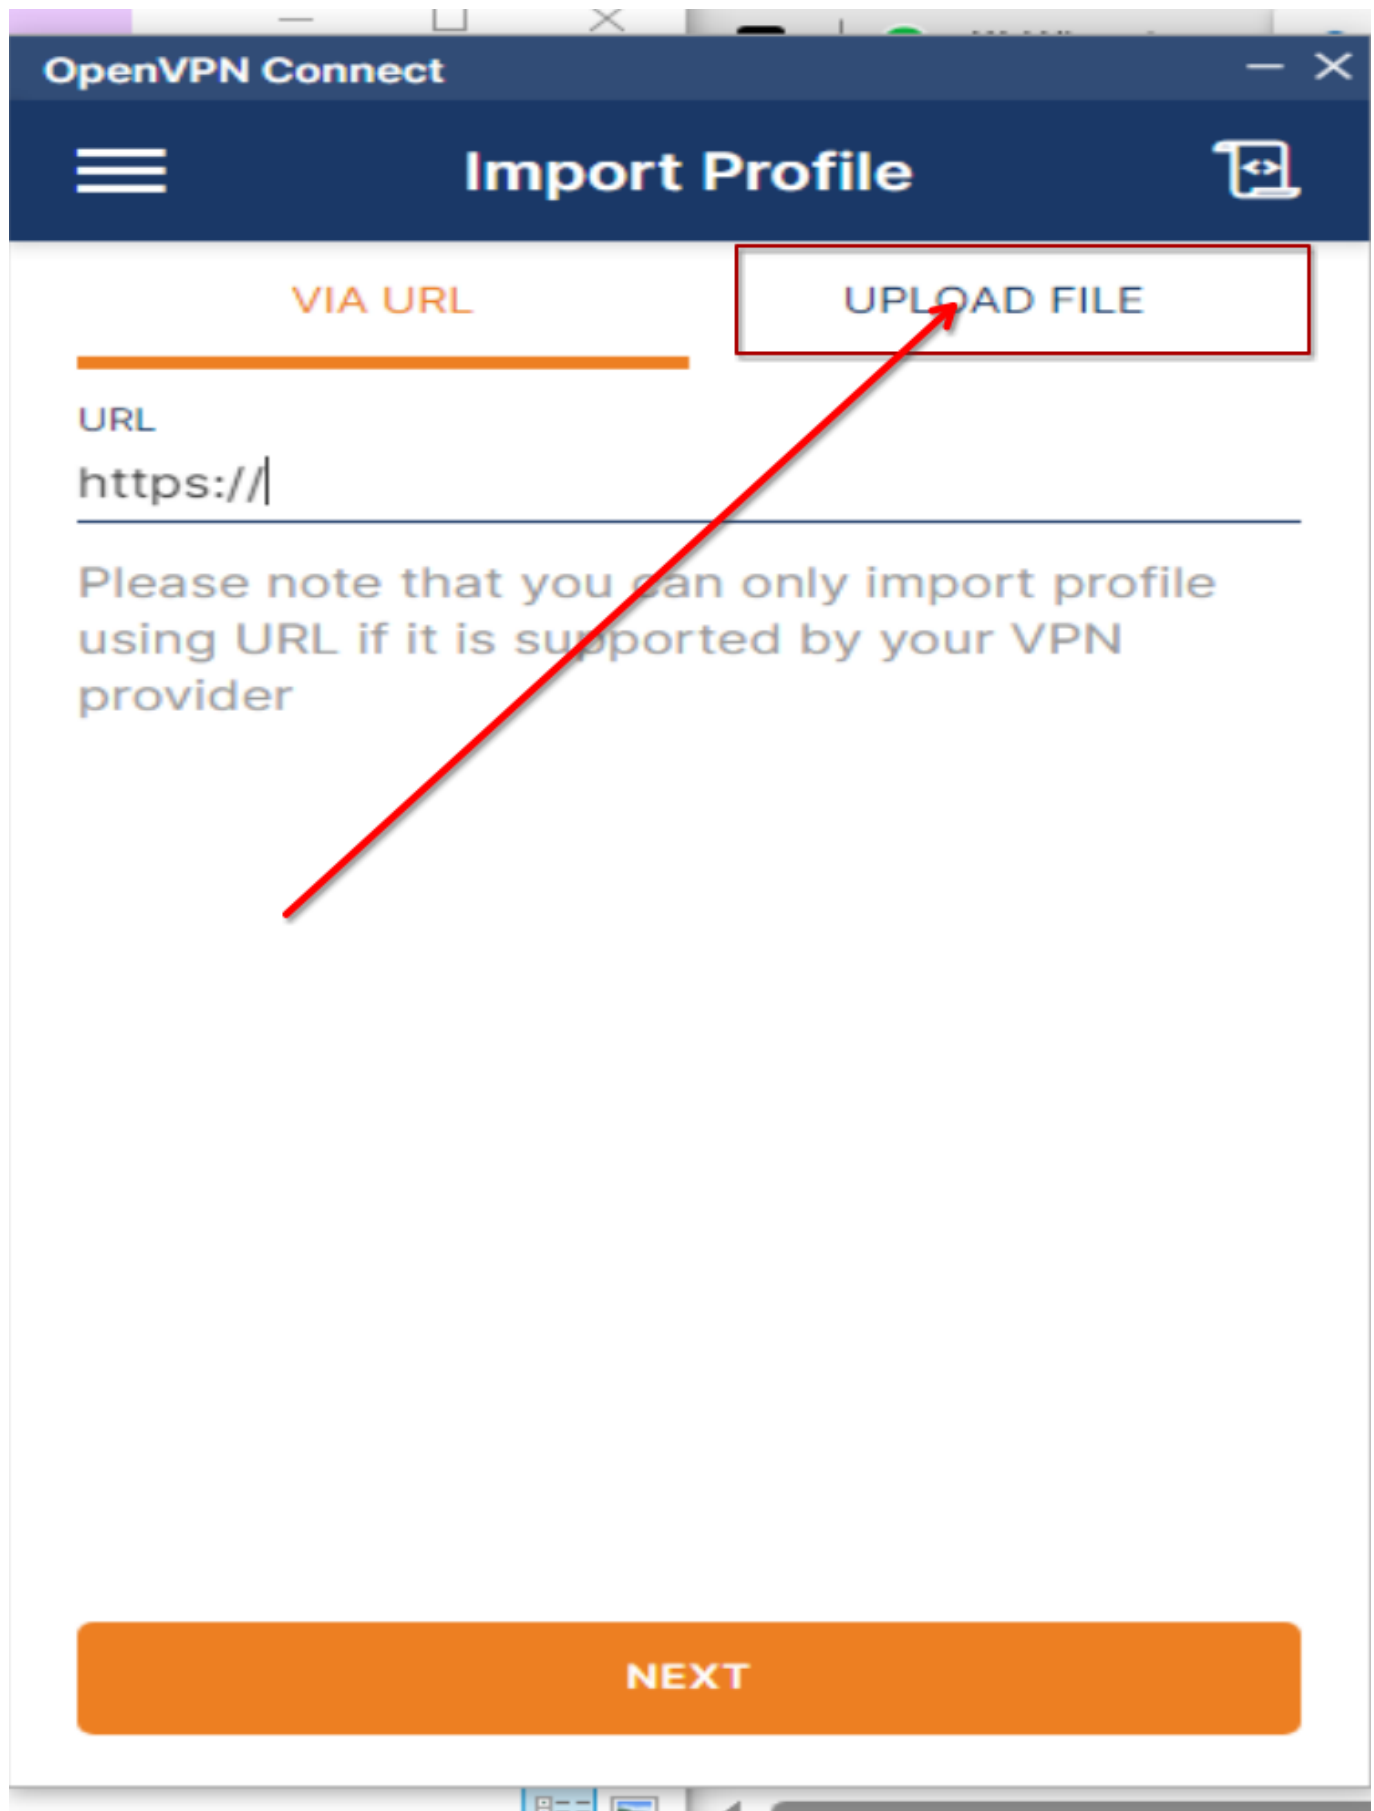 OpenVPN Connect
Import Profile
VIA URL
UPLOAD FILE
URL
https://
Please note that you can only import profile
using URL if it is supported by your VPN
provider
NEXT